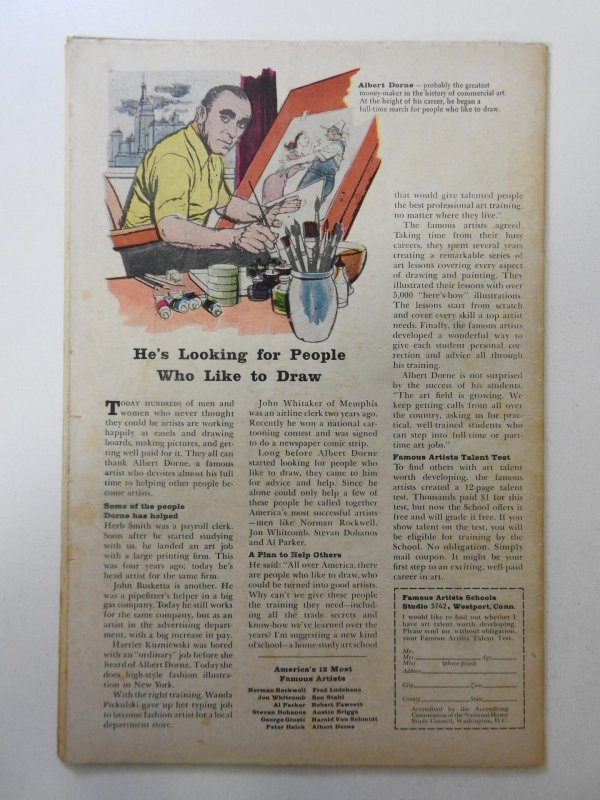 Albert Dorne – probably the greatest
money-maker in the history of commercial art.
At the height of his career, he began a
full-time search for people who like to draw.
He's Looking for People
Who Like to Draw
TODAY HUNDREDS of men and
women who never thought
they could be artists are working
happily at easels and drawing
boards, making pictures, and get-
ting well paid for it. They all can
thank Albert Dorne, a famous
artist who devotes almost his full
time to helping other people be-
come artists.
Some of the people
Dorne has helped
Herb Smith was a payroll clerk.
Soon after he started studying
with us, he landed an art job
with a large printing firm. This
was four years ago; today he's
head artist for the same firm.
John Busketta is another. He
was a pipefitter's helper in a big
gas company. Today he still works
for the same company, but as an
artist in the advertising depart-
ment, with a big increase in pay.
Harriet Kuzniewski was bored
with an "ordinary" job before she
heard of Albert Dorne. Today she
does high-style fashion illustra-
tion in New York.
With the right training, Wanda
Pickulski gave up her typing job
to become fashion artist for a local
department store.
John Whitaker of Memphis
was an airline clerk two years ago.
Recently he won a national car-
tooning contest and was signed
to do a newspaper comic strip.
Long before Albert Dorne
started looking for people who
like to draw, they came to him
for advice and help. Since he
alone could only help a few of
these people he called together
America's most successful artists
—men like Norman Rockwell,
Jon Whitcomb, Stevan Dohanos
and Al Parker.
A Plan to Help Others
He said: "All over America, there
are people who like to draw, who
could be turned into good artists.
Why can't we give these people
the training they need—includ-
ing all the trade secrets and
know-how we've learned over the
years? I'm suggesting a new kind
of school—a home-study art school
America's 12 Most
Famous Artists
Norman Rockwell Fred Ludekens
Jon Whitcomb Ben Stahl
Al Parker Robert Fawcett
Stevan Dohanos Austin Briggs
George Giusti Harold Von Schmidt
Peter Helck Albert Dorne
that would give talented people
the best professional art training,
no matter where they live."
The famous artists agreed.
Taking time from their busy
careers, they spent several years
creating a remarkable series of
art lessons covering every aspect
of drawing and painting. They
illustrated their lessons with over
5,000 "here's-how" illustrations.
The lessons start from scratch
and cover every skill a top artist
needs. Finally, the famous artists
developed a wonderful way to
give each student personal cor-
rection and advice all through
his training.
Albert Dorne is not surprised
by the success of his students.
"The art field is growing. We
keep getting calls from all over
the country, asking us for prac-
tical, well-trained students who
can step into full-time or part-
time art jobs."
Famous Artists Talent Test
To find others with art talent
worth developing, the famous
artists created a 12-page talent
test. Thousands paid $1 for this
test, but now the School offers it
free and will grade it free. If you
show talent on the test, you will
be eligible for training by the
School. No obligation. Simply
mail coupon. It might be your
first step to an exciting, well-paid
career in art.
Famous Artists Schools
Studio 5742, Westport, Conn.
I would like to find out whether I
have art talent worth developing.
Please send me, without obligation,
your Famous Artists Talent Test.
Mr.
Mrs. Age
Miss (please print)
Address
City Zone
County State
Accredited by the Accrediting
Commission of the National Home
Study Council, Washington, D.C.